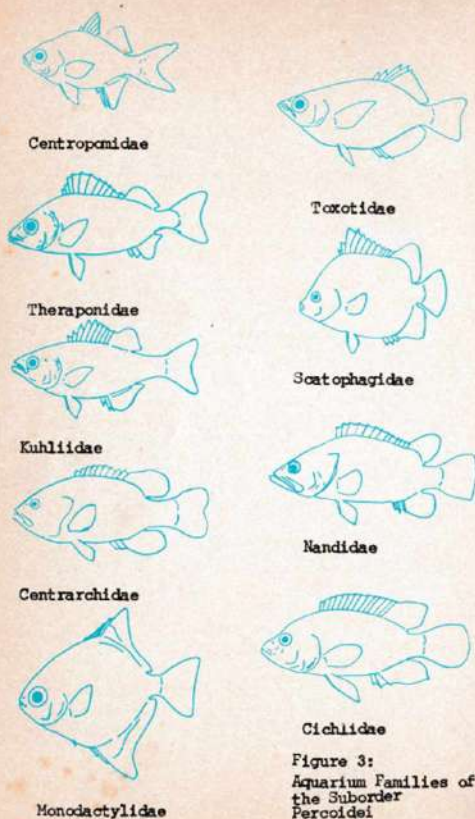 Centropomidae
Theraponidae
Kuhliidae
Centrarchidae
Monodactylidae
Toxotidae
Scatophagidae
Nandidae
Cichlidae
Figure 3:
Aquarium Families of
the Suborder
Percoidei